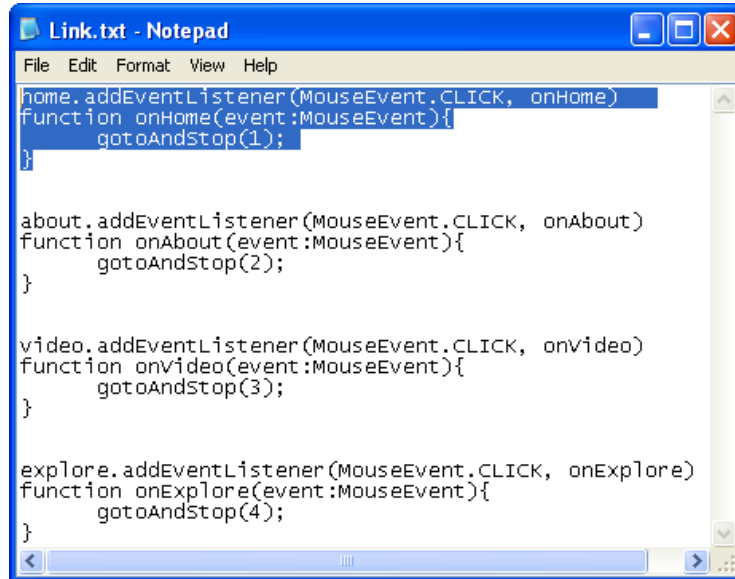 Link.txt - Notepad
File Edit Format View Help
home.addEventListener(MouseEvent.CLICK, onHome)
function onHome(event:MouseEvent){
gotoAndStop(1);
}
about.addEventListener(MouseEvent.CLICK, onAbout)
function onAbout(event:MouseEvent){
gotoAndStop(2);
}
video.addEventListener(MouseEvent.CLICK, onVideo)
function onVideo(event:MouseEvent){
gotoAndStop(3);
}
explore.addEventListener(MouseEvent.CLICK, onExplore)
function onExplore(event:MouseEvent){
gotoAndStop(4);
}